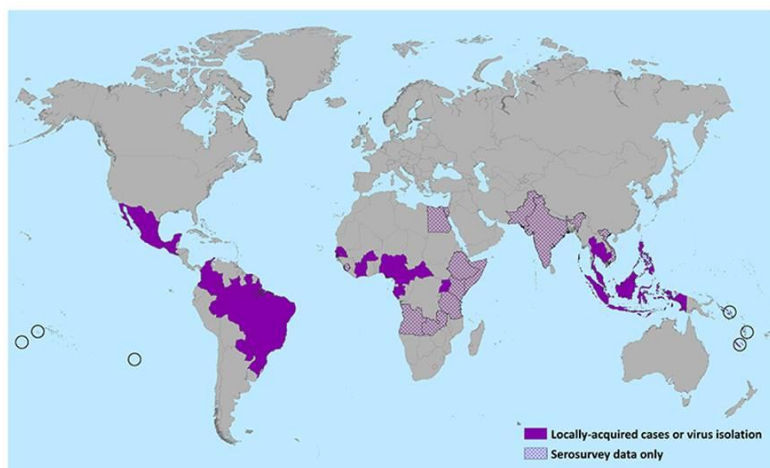 Locally-acquired cases or virus isolation
Serosurvey data only